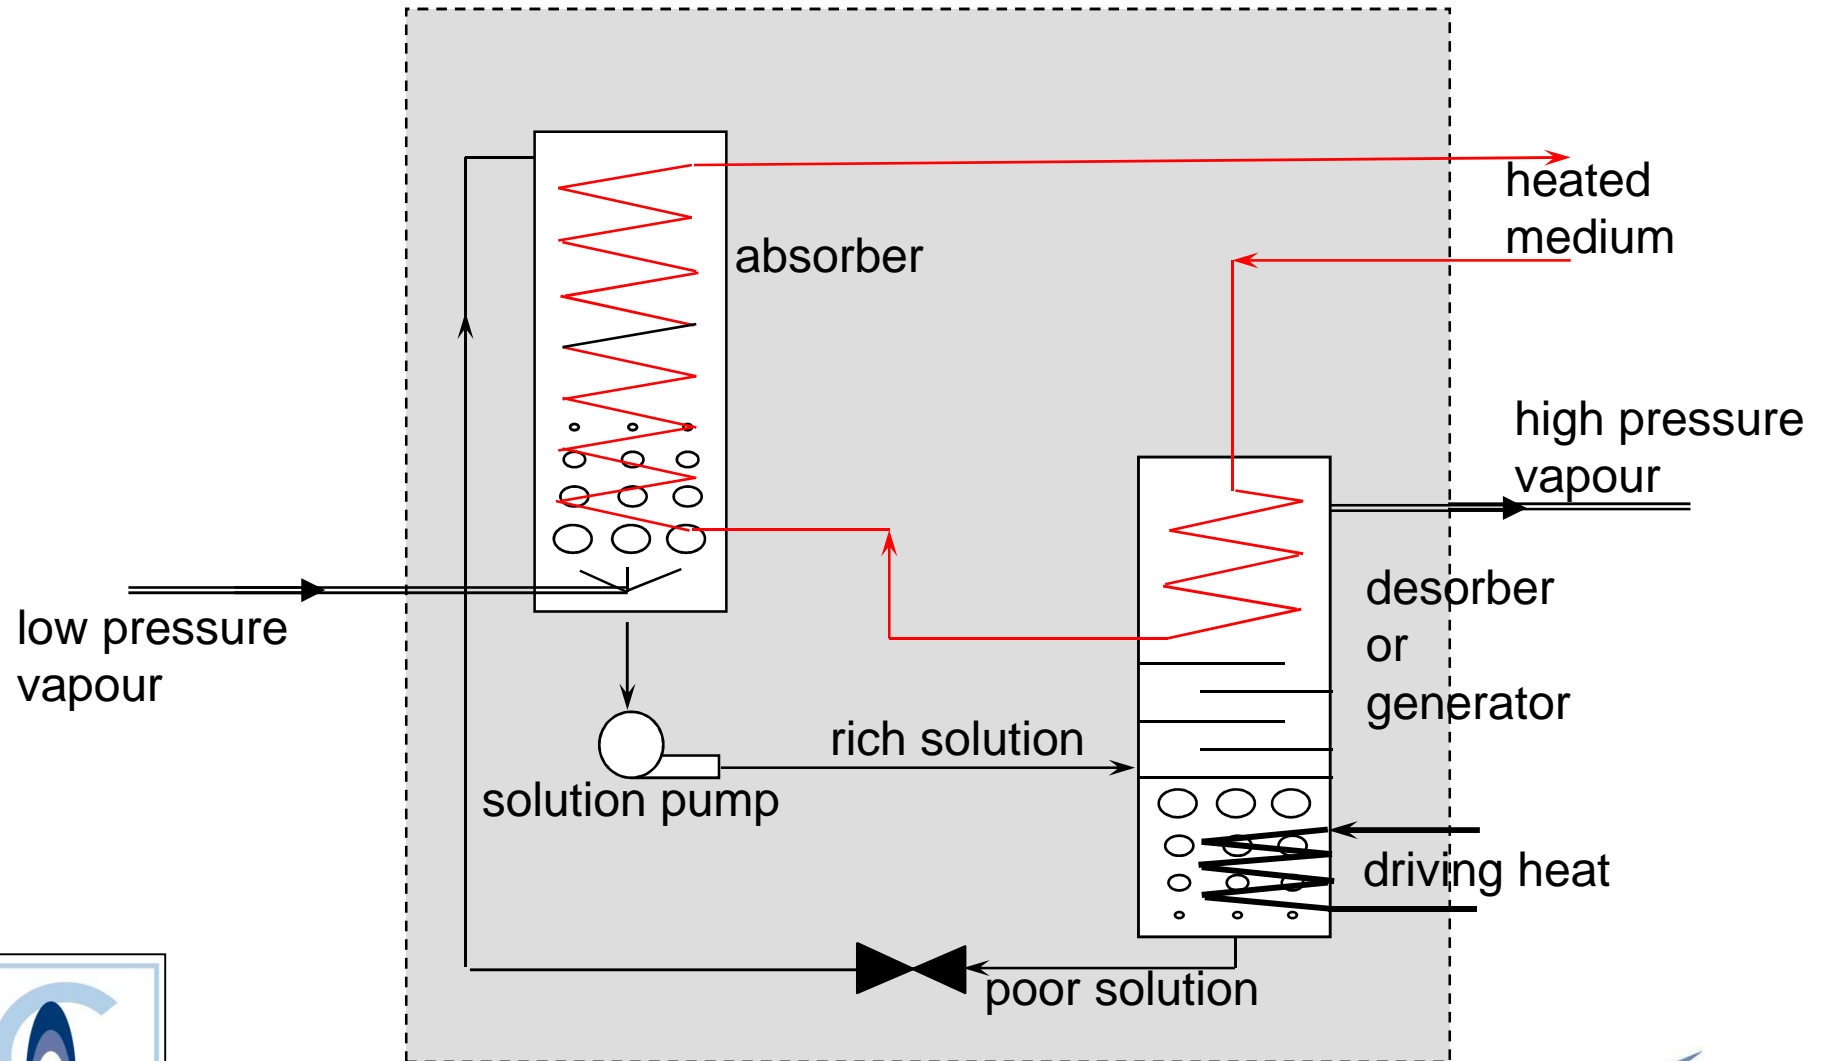 heated
medium
absorber
high pressure
vapour
desorber
or
generator
low pressure
vapour
rich solution
solution pump
driving heat
poor solution